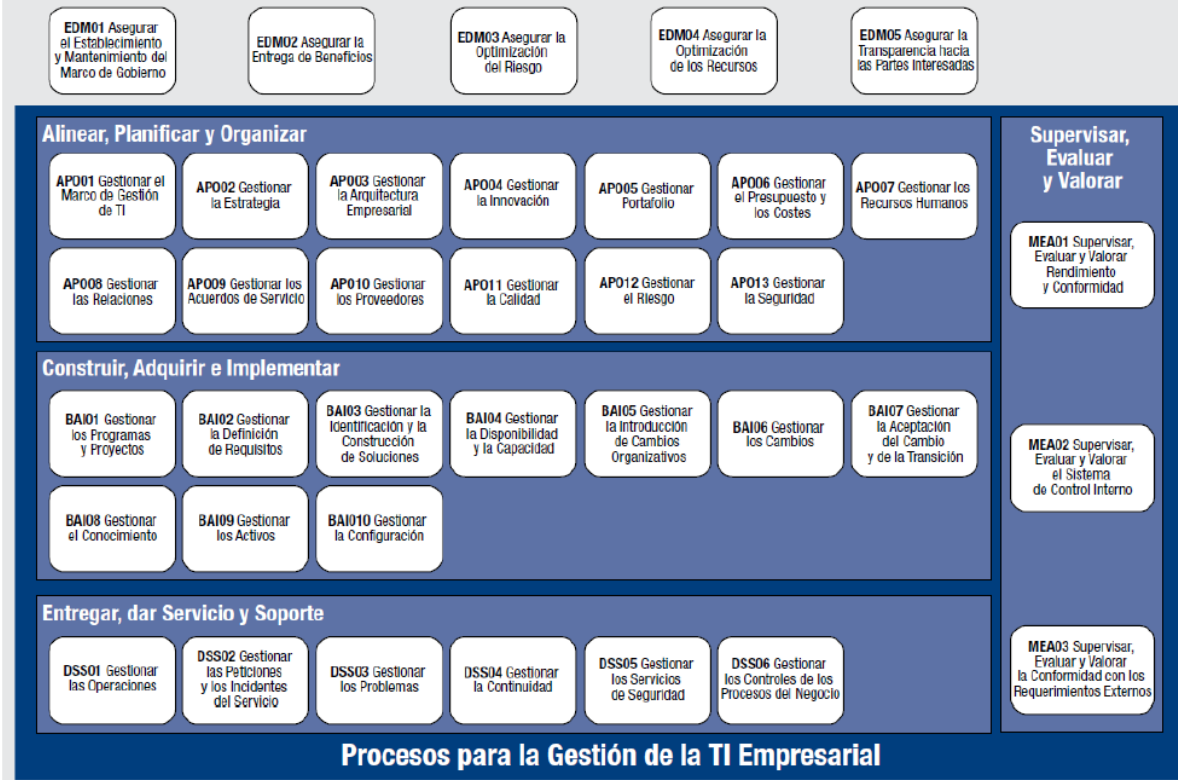 EDM01 Asegurar
el Establecimiento
y Mantenimiento del
Marco de Gobierno
EDM02 Asegurar la
Entrega de Beneficios
EDM03 Asegurar la
Optimización
del Riesgo
EDM04 Asegurar la
Optimización
de los Recursos
EDM05 Asegurar la
Transparencia hacia
las Partes Interesadas
Alinear, Planificar y Organizar
APO01 Gestionar el
Marco de Gestión
de TI
APO02 Gestionar
la Estrategia
APO03 Gestionar
la Arquitectura
Empresarial
APO04 Gestionar
la Innovación
APO05 Gestionar
Portafolio
APO06 Gestionar
el Presupuesto y
los Costes
APO07 Gestionar los
Recursos Humanos
APO08 Gestionar
las Relaciones
APO09 Gestionar los
Acuerdos de Servicio
APO10 Gestionar
los Proveedores
APO11 Gestionar
la Calidad
APO12 Gestionar
el Riesgo
APO13 Gestionar
la Seguridad
Construir, Adquirir e Implementar
BAI01 Gestionar
los Programas
y Proyectos
BAI02 Gestionar
la Definición
de Requisitos
BAI03 Gestionar la
Identificación y la
Construcción
de Soluciones
BAI04 Gestionar
la Disponibilidad
y la Capacidad
BAI05 Gestionar
la Introducción
de Cambios
Organizativos
BAI06 Gestionar
los Cambios
BAI07 Gestionar
la Aceptación
del Cambio
y de la Transición
BAI08 Gestionar
el Conocimiento
BAI09 Gestionar
los Activos
BAI010 Gestionar
la Configuración
Entregar, dar Servicio y Soporte
DSS01 Gestionar
las Operaciones
DSS02 Gestionar
las Peticiones
y los Incidentes
del Servicio
DSS03 Gestionar
los Problemas
DSS04 Gestionar
la Continuidad
DSS05 Gestionar
los Servicios
de Seguridad
DSS06 Gestionar
los Controles de los
Procesos del Negocio
Supervisar,
Evaluar
y Valorar
MEA01 Supervisar,
Evaluar y Valorar
Rendimiento
y Conformidad
MEA02 Supervisar,
Evaluar y Valorar
el Sistema
de Control Interno
MEA03 Supervisar,
Evaluar y Valorar
la Conformidad con los
Requerimientos Externos
Procesos para la Gestión de la TI Empresarial